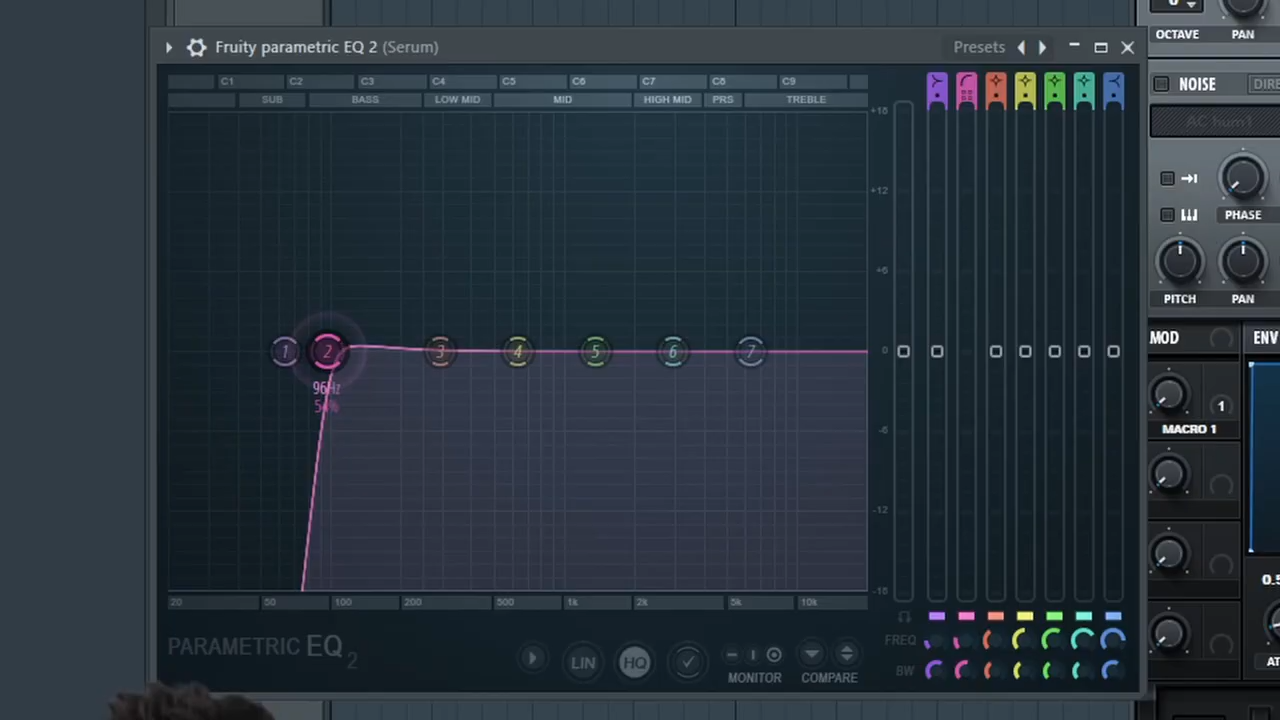 Fruity parametric EQ 2 (Serum)
Presets
C1 C2 C3 C4 C5 C6 C7 C8 C9
SUB BASS LOW MID MID HIGH MID PRS TREBLE
+18
+12
+6
0
-6
-12
-18
1 2 3 4 5 6 7
96Hz
20 50 100 200 500 1k 2k 5k 10k
PARAMETRIC EQ 2
LIN
HQ
MONITOR
COMPARE
FREQ
BW
OCTAVE PAN
NOISE
AC hum1
PHASE
PITCH PAN
MOD ENV
1
MACRO 1